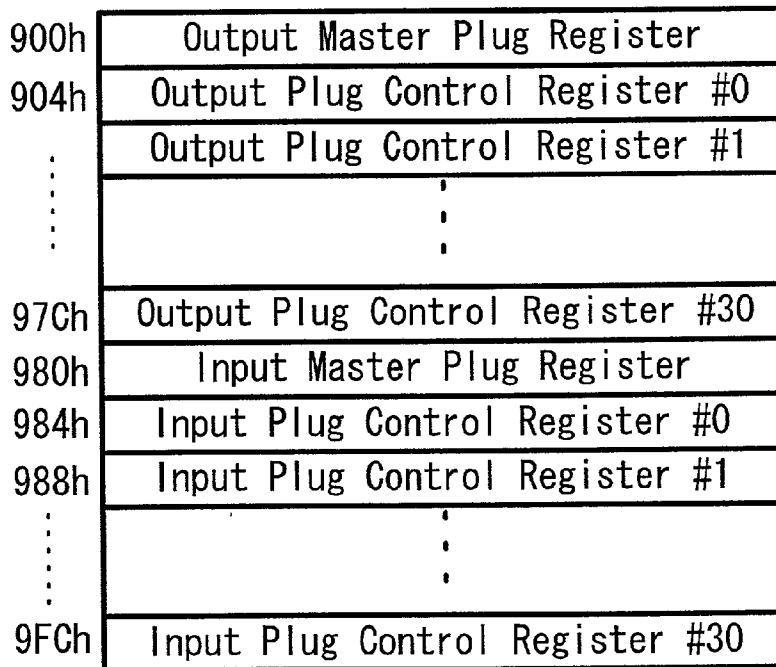 900h Output Master Plug Register
904h Output Plug Control Register #0
Output Plug Control Register #1
97Ch Output Plug Control Register #30
980h Input Master Plug Register
984h Input Plug Control Register #0
988h Input Plug Control Register #1
9FCh Input Plug Control Register #30